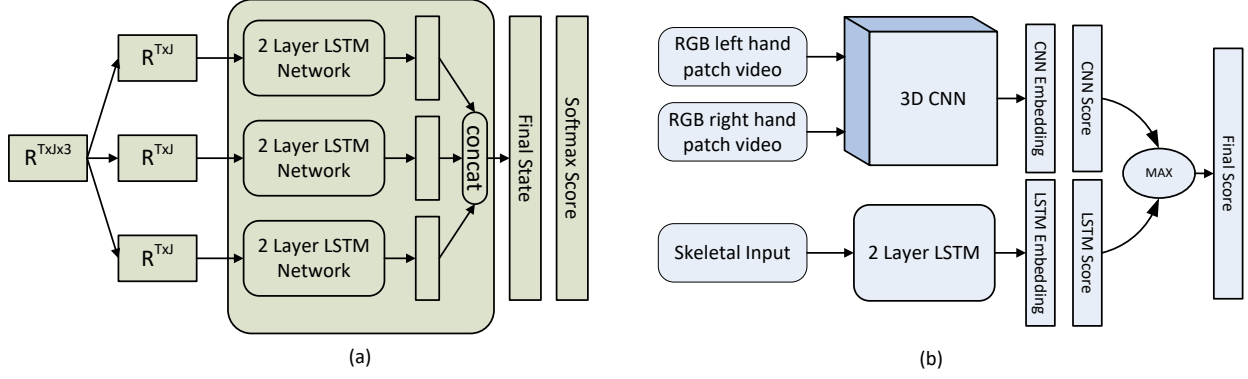 R^TxJx3
R^TxJ
R^TxJ
R^TxJ
2 Layer LSTM
Network
2 Layer LSTM
Network
2 Layer LSTM
Network
concat
Final State
Softmax Score
(a)
RGB left hand
patch video
RGB right hand
patch video
3D CNN
CNN Embedding
CNN Score
Skeletal Input
2 Layer LSTM
LSTM Embedding
LSTM Score
MAX
Final Score
(b)